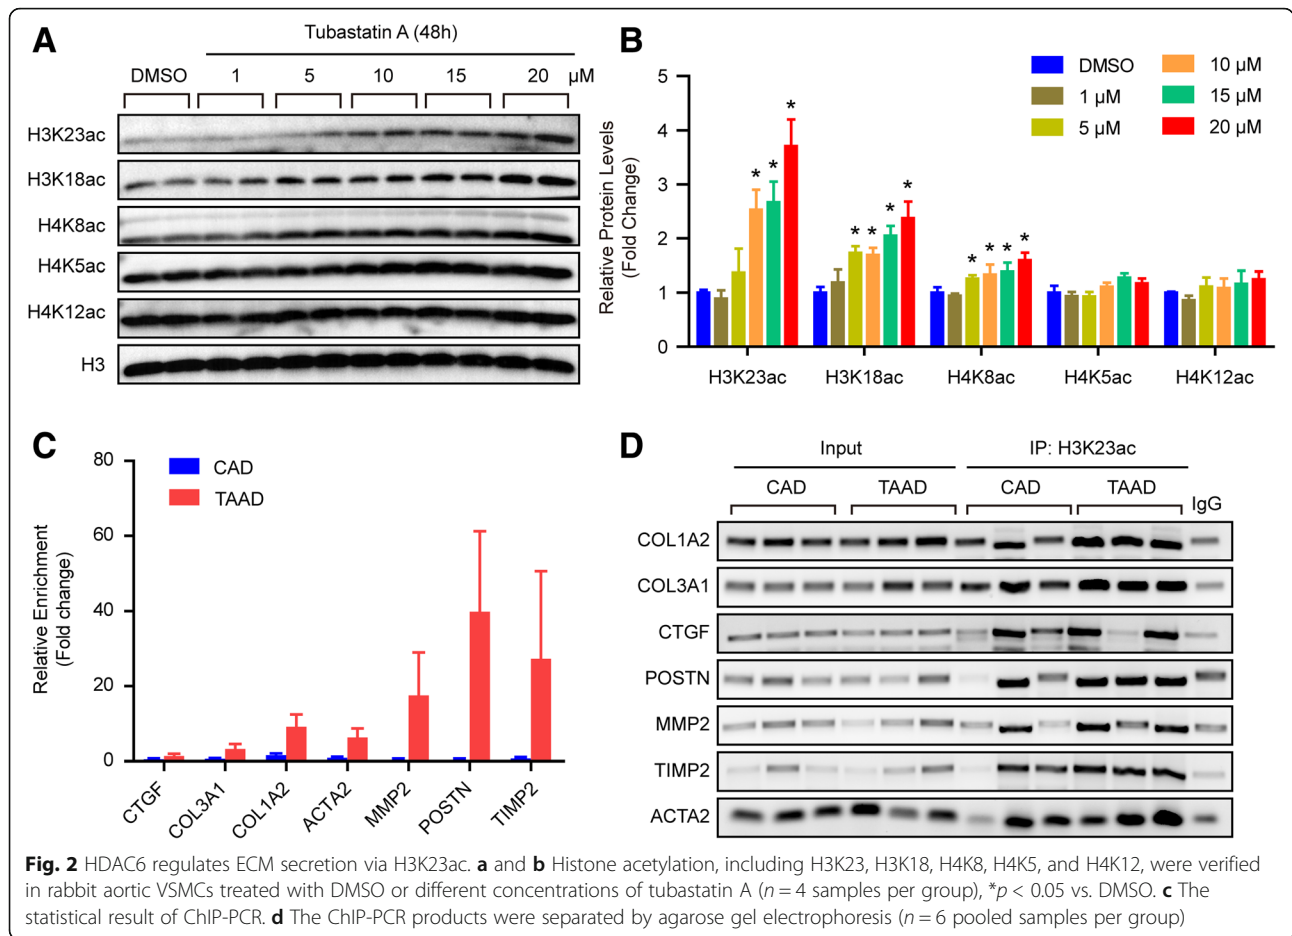 A
Tubastatin A (48h)
DMSO 1 5 10 15 20 µM
H3K23ac
H3K18ac
H4K8ac
H4K5ac
H4K12ac
H3
B
DMSO 10 µM
1 µM 15 µM
5 µM 20 µM
Relative Protein Levels
(Fold Change)
5
4
3
2
1
0
* * *
* * * *
* * * *
H3K23ac H3K18ac H4K8ac H4K5ac H4K12ac
C
CAD
TAAD
Relative Enrichment
(Fold change)
80
60
40
20
0
CTGF COL3A1 COL1A2 ACTA2 MMP2 POSTN TIMP2
D
Input IP: H3K23ac
CAD TAAD CAD TAAD IgG
COL1A2
COL3A1
CTGF
POSTN
MMP2
TIMP2
ACTA2
Fig. 2 HDAC6 regulates ECM secretion via H3K23ac. a and b Histone acetylation, including H3K23, H3K18, H4K8, H4K5, and H4K12, were verified
in rabbit aortic VSMCs treated with DMSO or different concentrations of tubastatin A (n = 4 samples per group), *p < 0.05 vs. DMSO. c The
statistical result of ChIP-PCR. d The ChIP-PCR products were separated by agarose gel electrophoresis (n = 6 pooled samples per group)